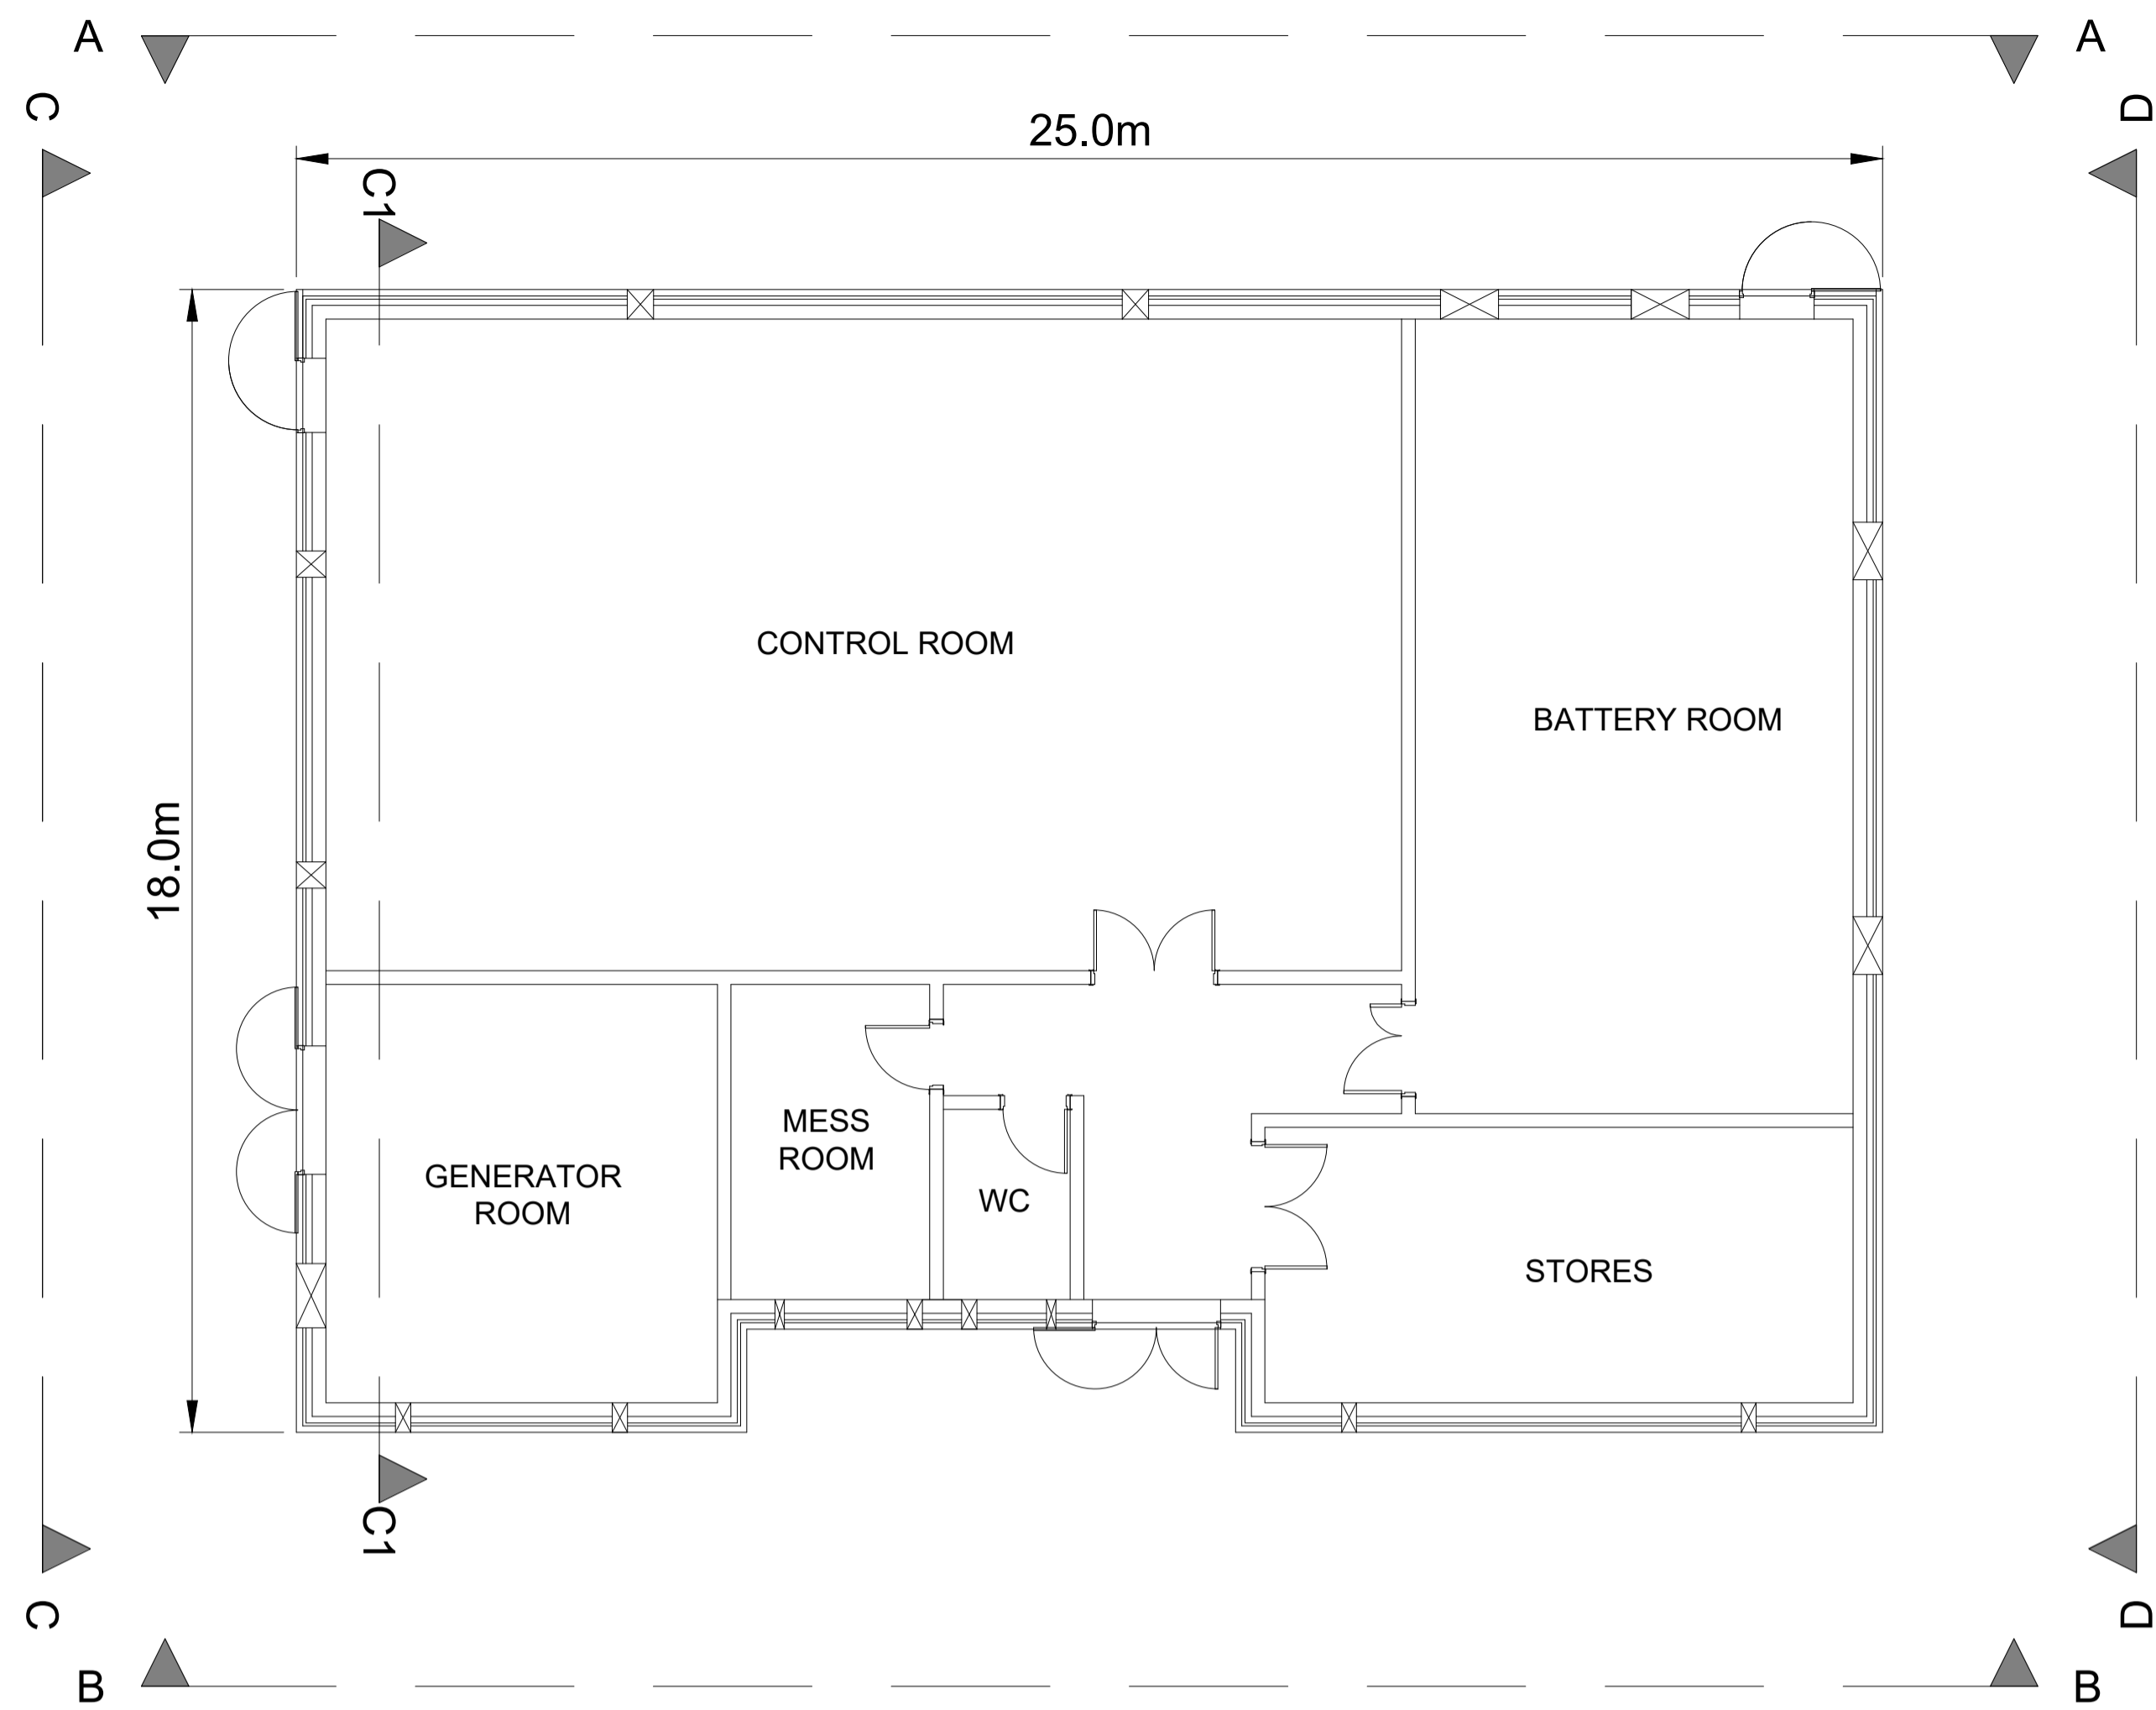 A
A
C
D
25.0m
C1
CONTROL ROOM
BATTERY ROOM
18.0m
MESS
ROOM
GENERATOR
ROOM
WC
STORES
C1
C
D
B
B